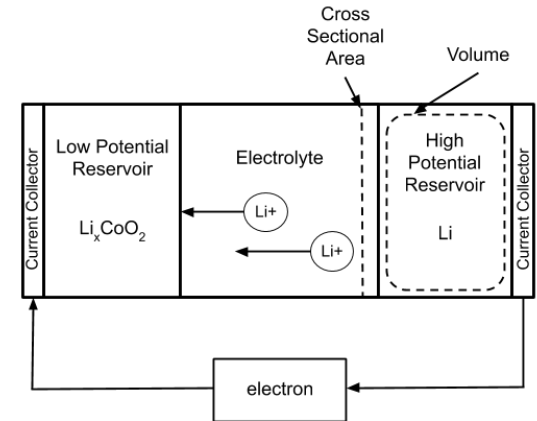 Cross
Sectional
Area
Volume
Current Collector
Low Potential
Reservoir
LiₓCoO₂
Electrolyte
Li+
Li+
High
Potential
Reservoir
Li
Current Collector
electron